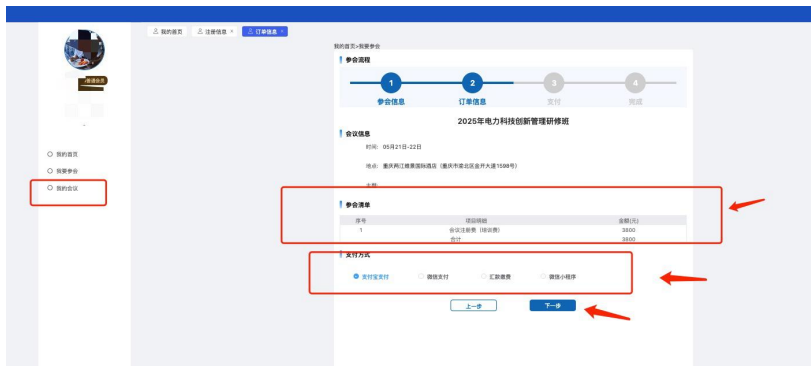 我的首页 注册信息 × 订单信息 ×
普通会员
我的首页
我要参会
我的会议
我的首页>我要参会
参会流程
1 2 3 4
参会信息 订单信息 支付 完成
2025年电力科技创新管理研修班
会议信息
时间: 05月21日-22日
地点: 重庆两江雅景国际酒店 (重庆市渝北区金开大道1598号)
主题:
参会清单
序号 项目明细 金额(元)
1 会议注册费 (培训费) 3800
合计 3800
支付方式
支付宝支付 微信支付 汇款缴费 微信小程序
上一步 下一步